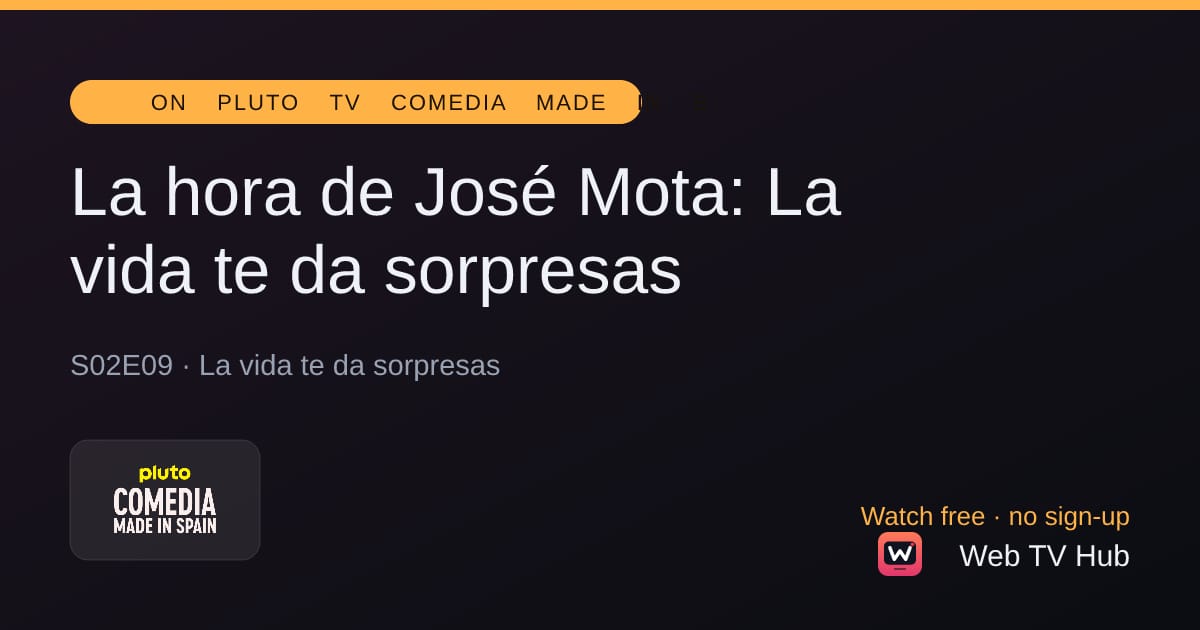 ON PLUTO TV COMEDIA MADE
La hora de José Mota: La
vida te da sorpresas
S02E09 · La vida te da sorpresas
pluto
COMEDIA
MADE IN SPAIN
Watch free · no sign-up
W Web TV Hub